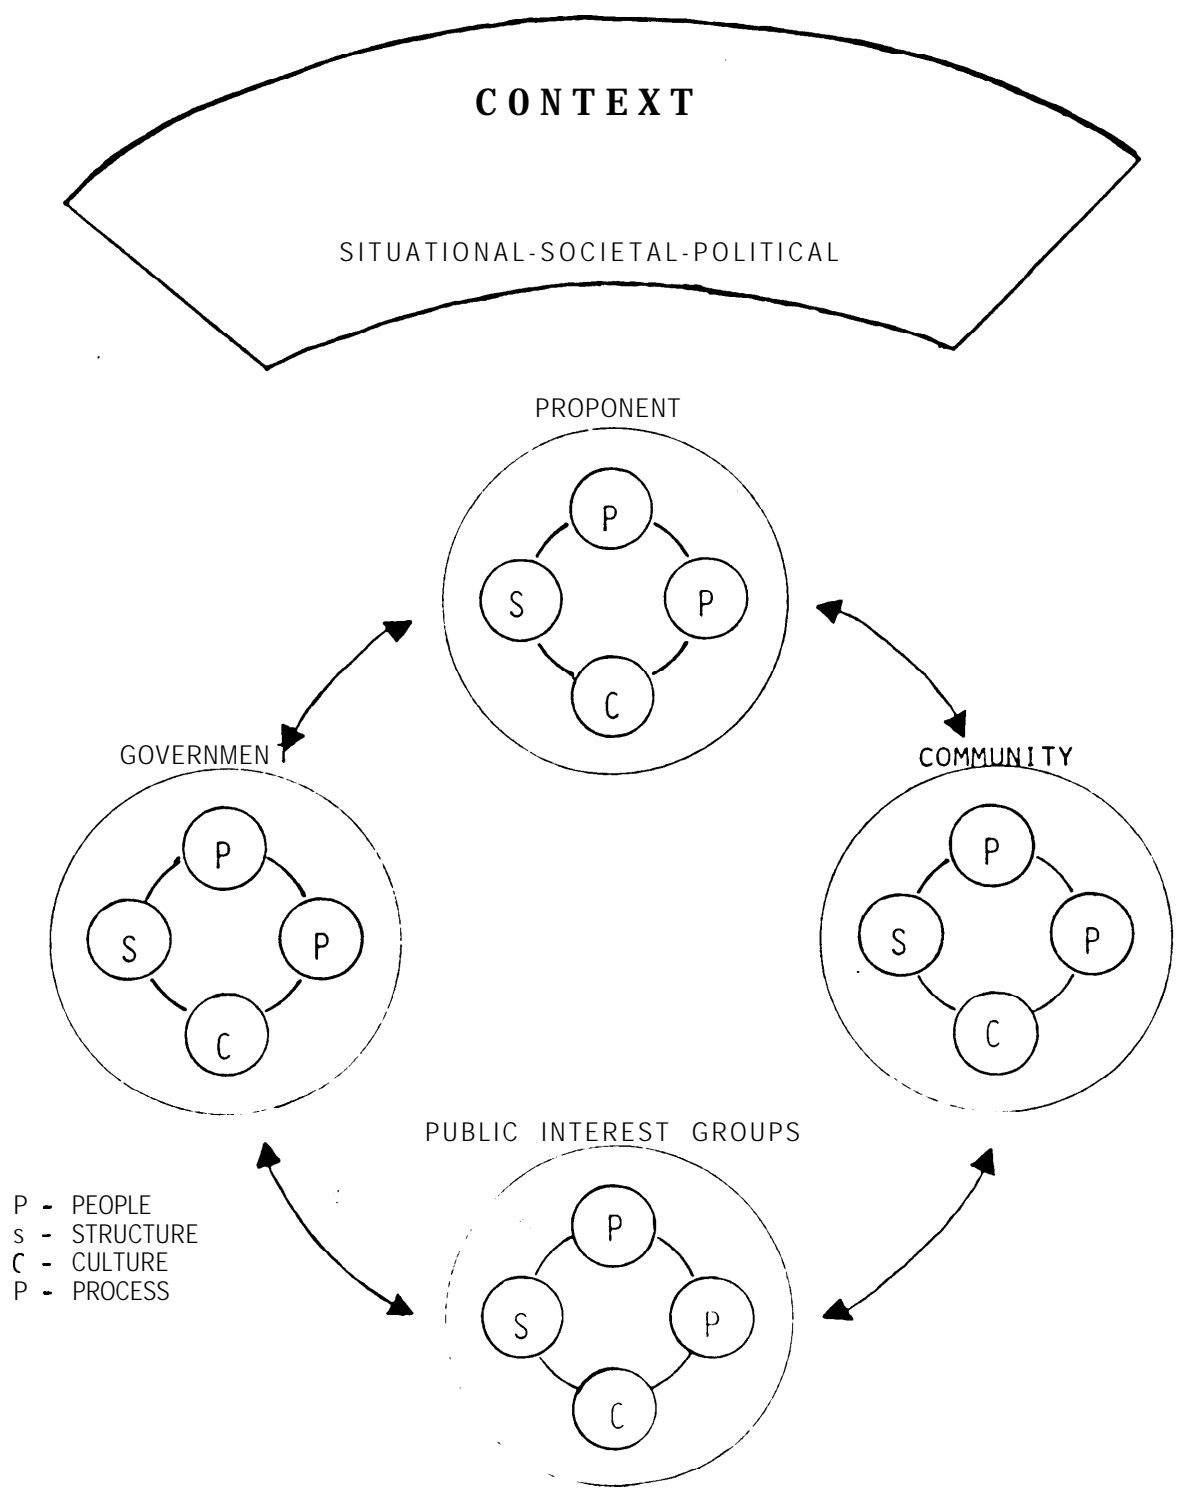 CONTEXT
SITUATIONAL-SOCIETAL-POLITICAL
PROPONENT
P
S P
C
GOVERNMENT
P
S P
C
COMMUNITY
P
S P
C
PUBLIC INTEREST GROUPS
P
S P
C
P - PEOPLE
s - STRUCTURE
C - CULTURE
P - PROCESS